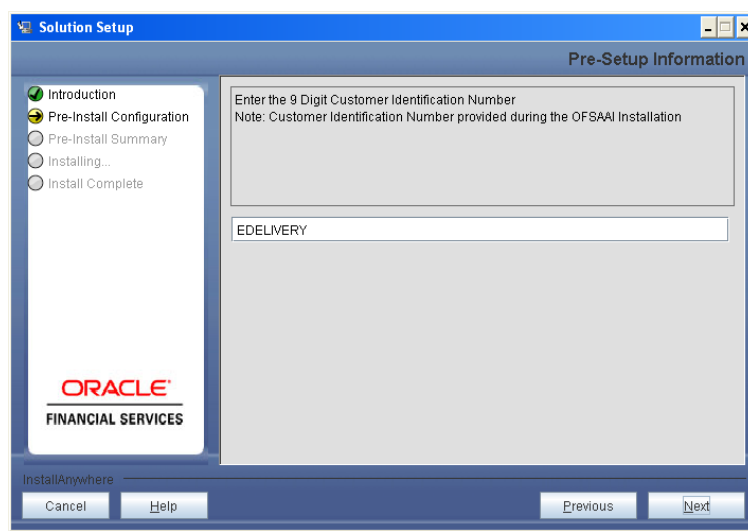 Solution Setup
Pre-Setup Information
Introduction
Pre-Install Configuration
Pre-Install Summary
Installing...
Install Complete
Enter the 9 Digit Customer Identification Number
Note: Customer Identification Number provided during the OFSAAI Installation
EDELIVERY
ORACLE
FINANCIAL SERVICES
InstallAnywhere
Cancel
Help
Previous
Next